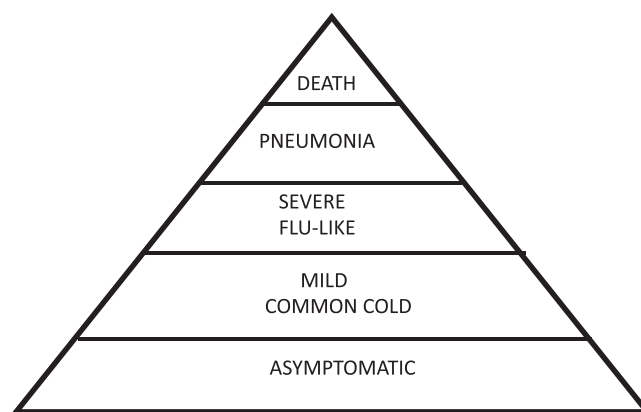 DEATH
PNEUMONIA
SEVERE
FLU-LIKE
MILD
COMMON COLD
ASYMPTOMATIC